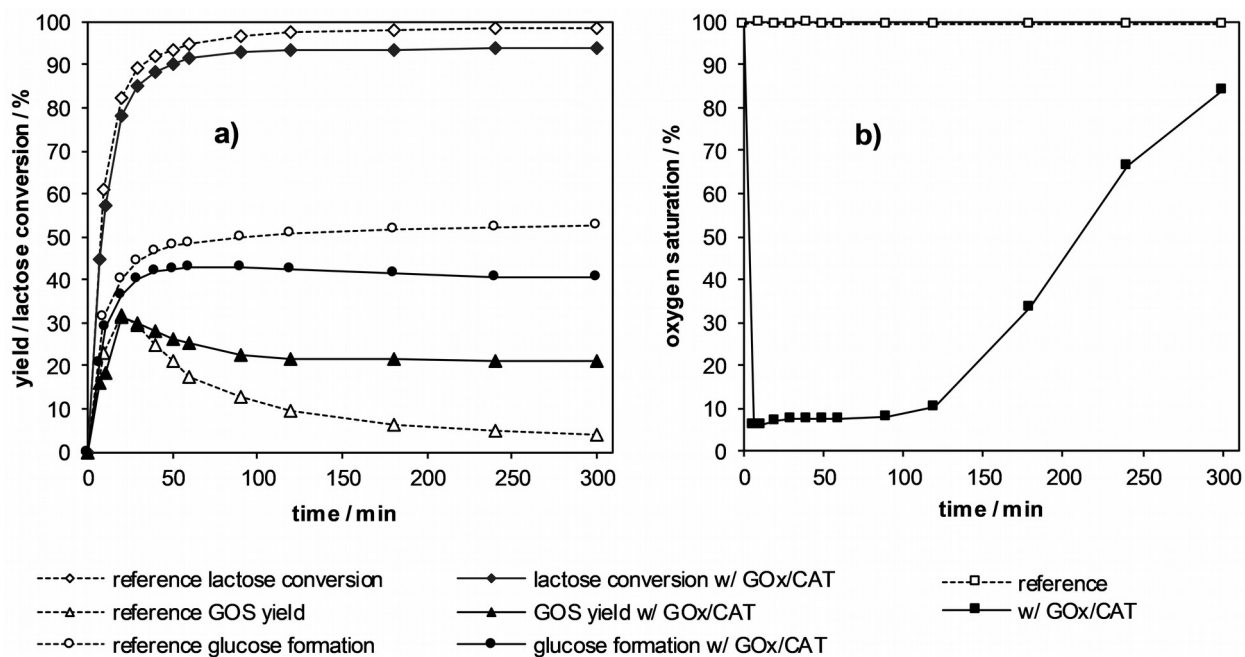 yield / lactose conversion / %
100
90
80
70
60
50
40
30
20
10
0
a)
0 50 100 150 200 250 300
time / min
oxygen saturation / %
100
90
80
70
60
50
40
30
20
10
0
b)
0 50 100 150 200 250 300
time / min
reference lactose conversion
reference GOS yield
reference glucose formation
lactose conversion w/ GOx/CAT
GOS yield w/ GOx/CAT
glucose formation w/ GOx/CAT
reference
w/ GOx/CAT